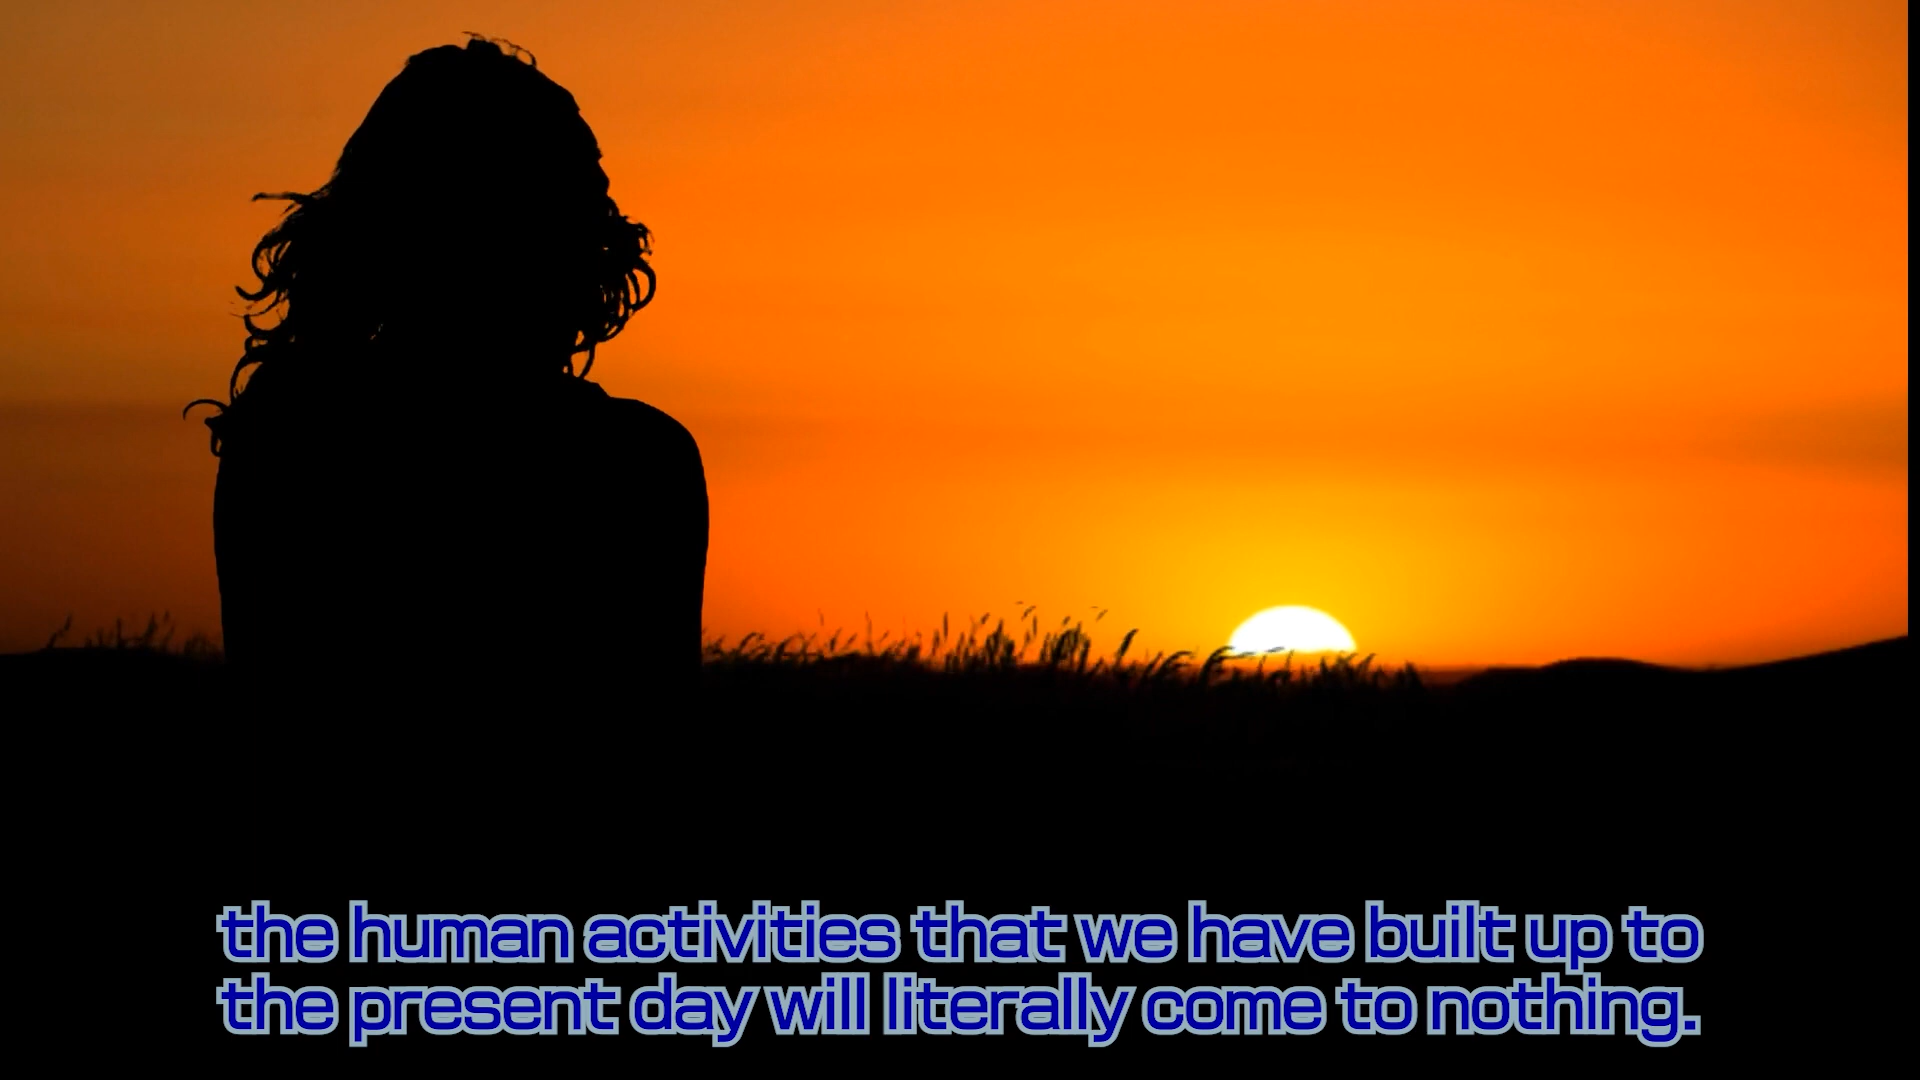 the human activities that we have built up to
the present day will literally come to nothing.